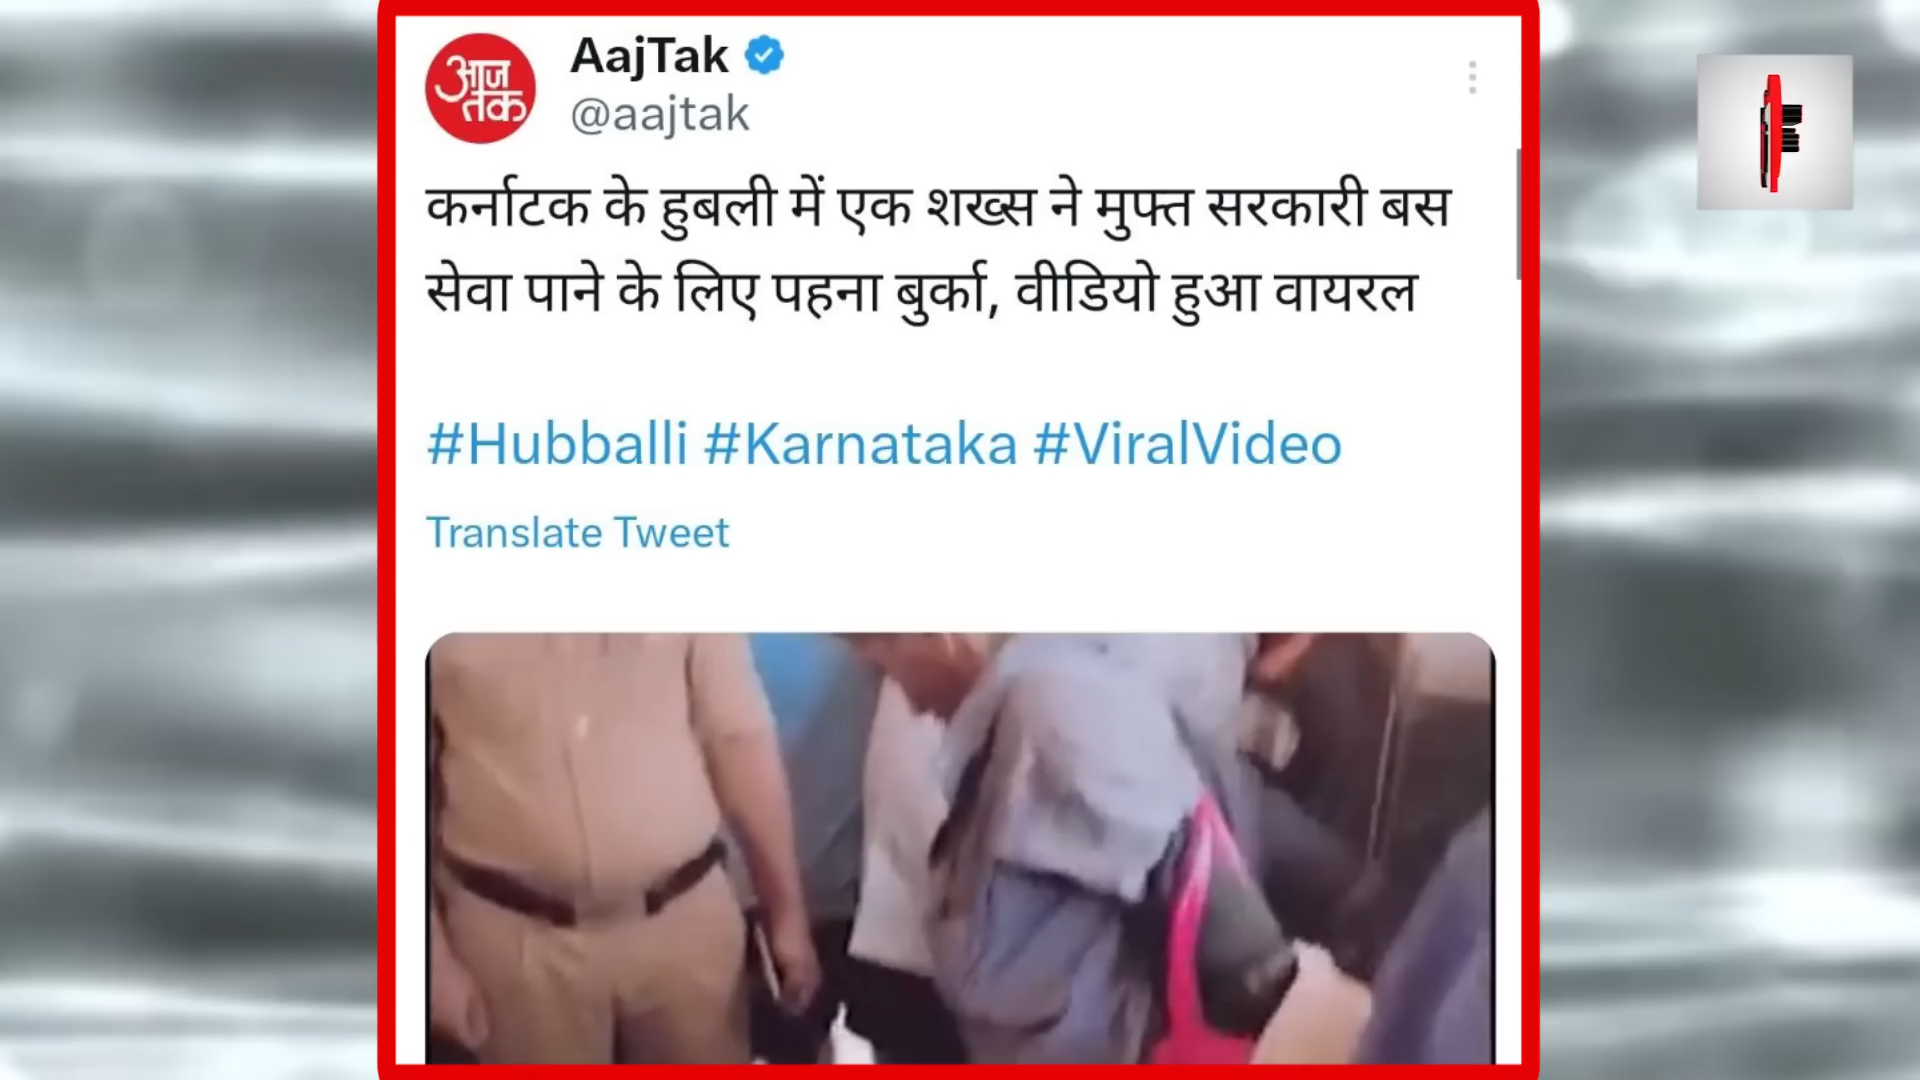 आज
तक
AajTak
@aajtak
कर्नाटक के हुबली में एक शख्स ने मुफ्त सरकारी बस
सेवा पाने के लिए पहना बुर्का, वीडियो हुआ वायरल
#Hubballi #Karnataka #ViralVideo
Translate Tweet